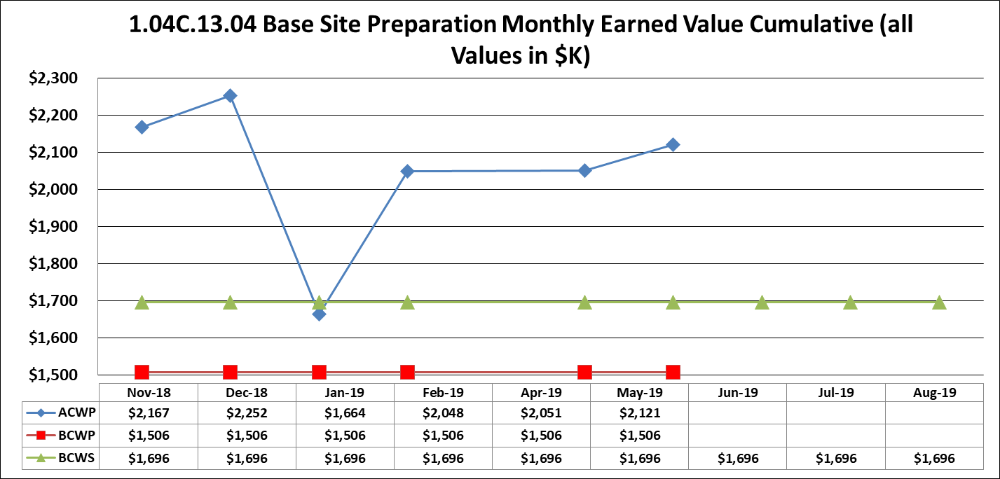 1.04C.13.04 Base Site Preparation Monthly Earned Value Cumulative (all
Values in $K)
$2,300
$2,200
$2,100
$2,000
$1,900
$1,800
$1,700
$1,600
$1,500
Nov-18 Dec-18 Jan-19 Feb-19 Apr-19 May-19 Jun-19 Jul-19 Aug-19
ACWP $2,167 $2,252 $1,664 $2,048 $2,051 $2,121
BCWP $1,506 $1,506 $1,506 $1,506 $1,506 $1,506
BCWS $1,696 $1,696 $1,696 $1,696 $1,696 $1,696 $1,696 $1,696 $1,696